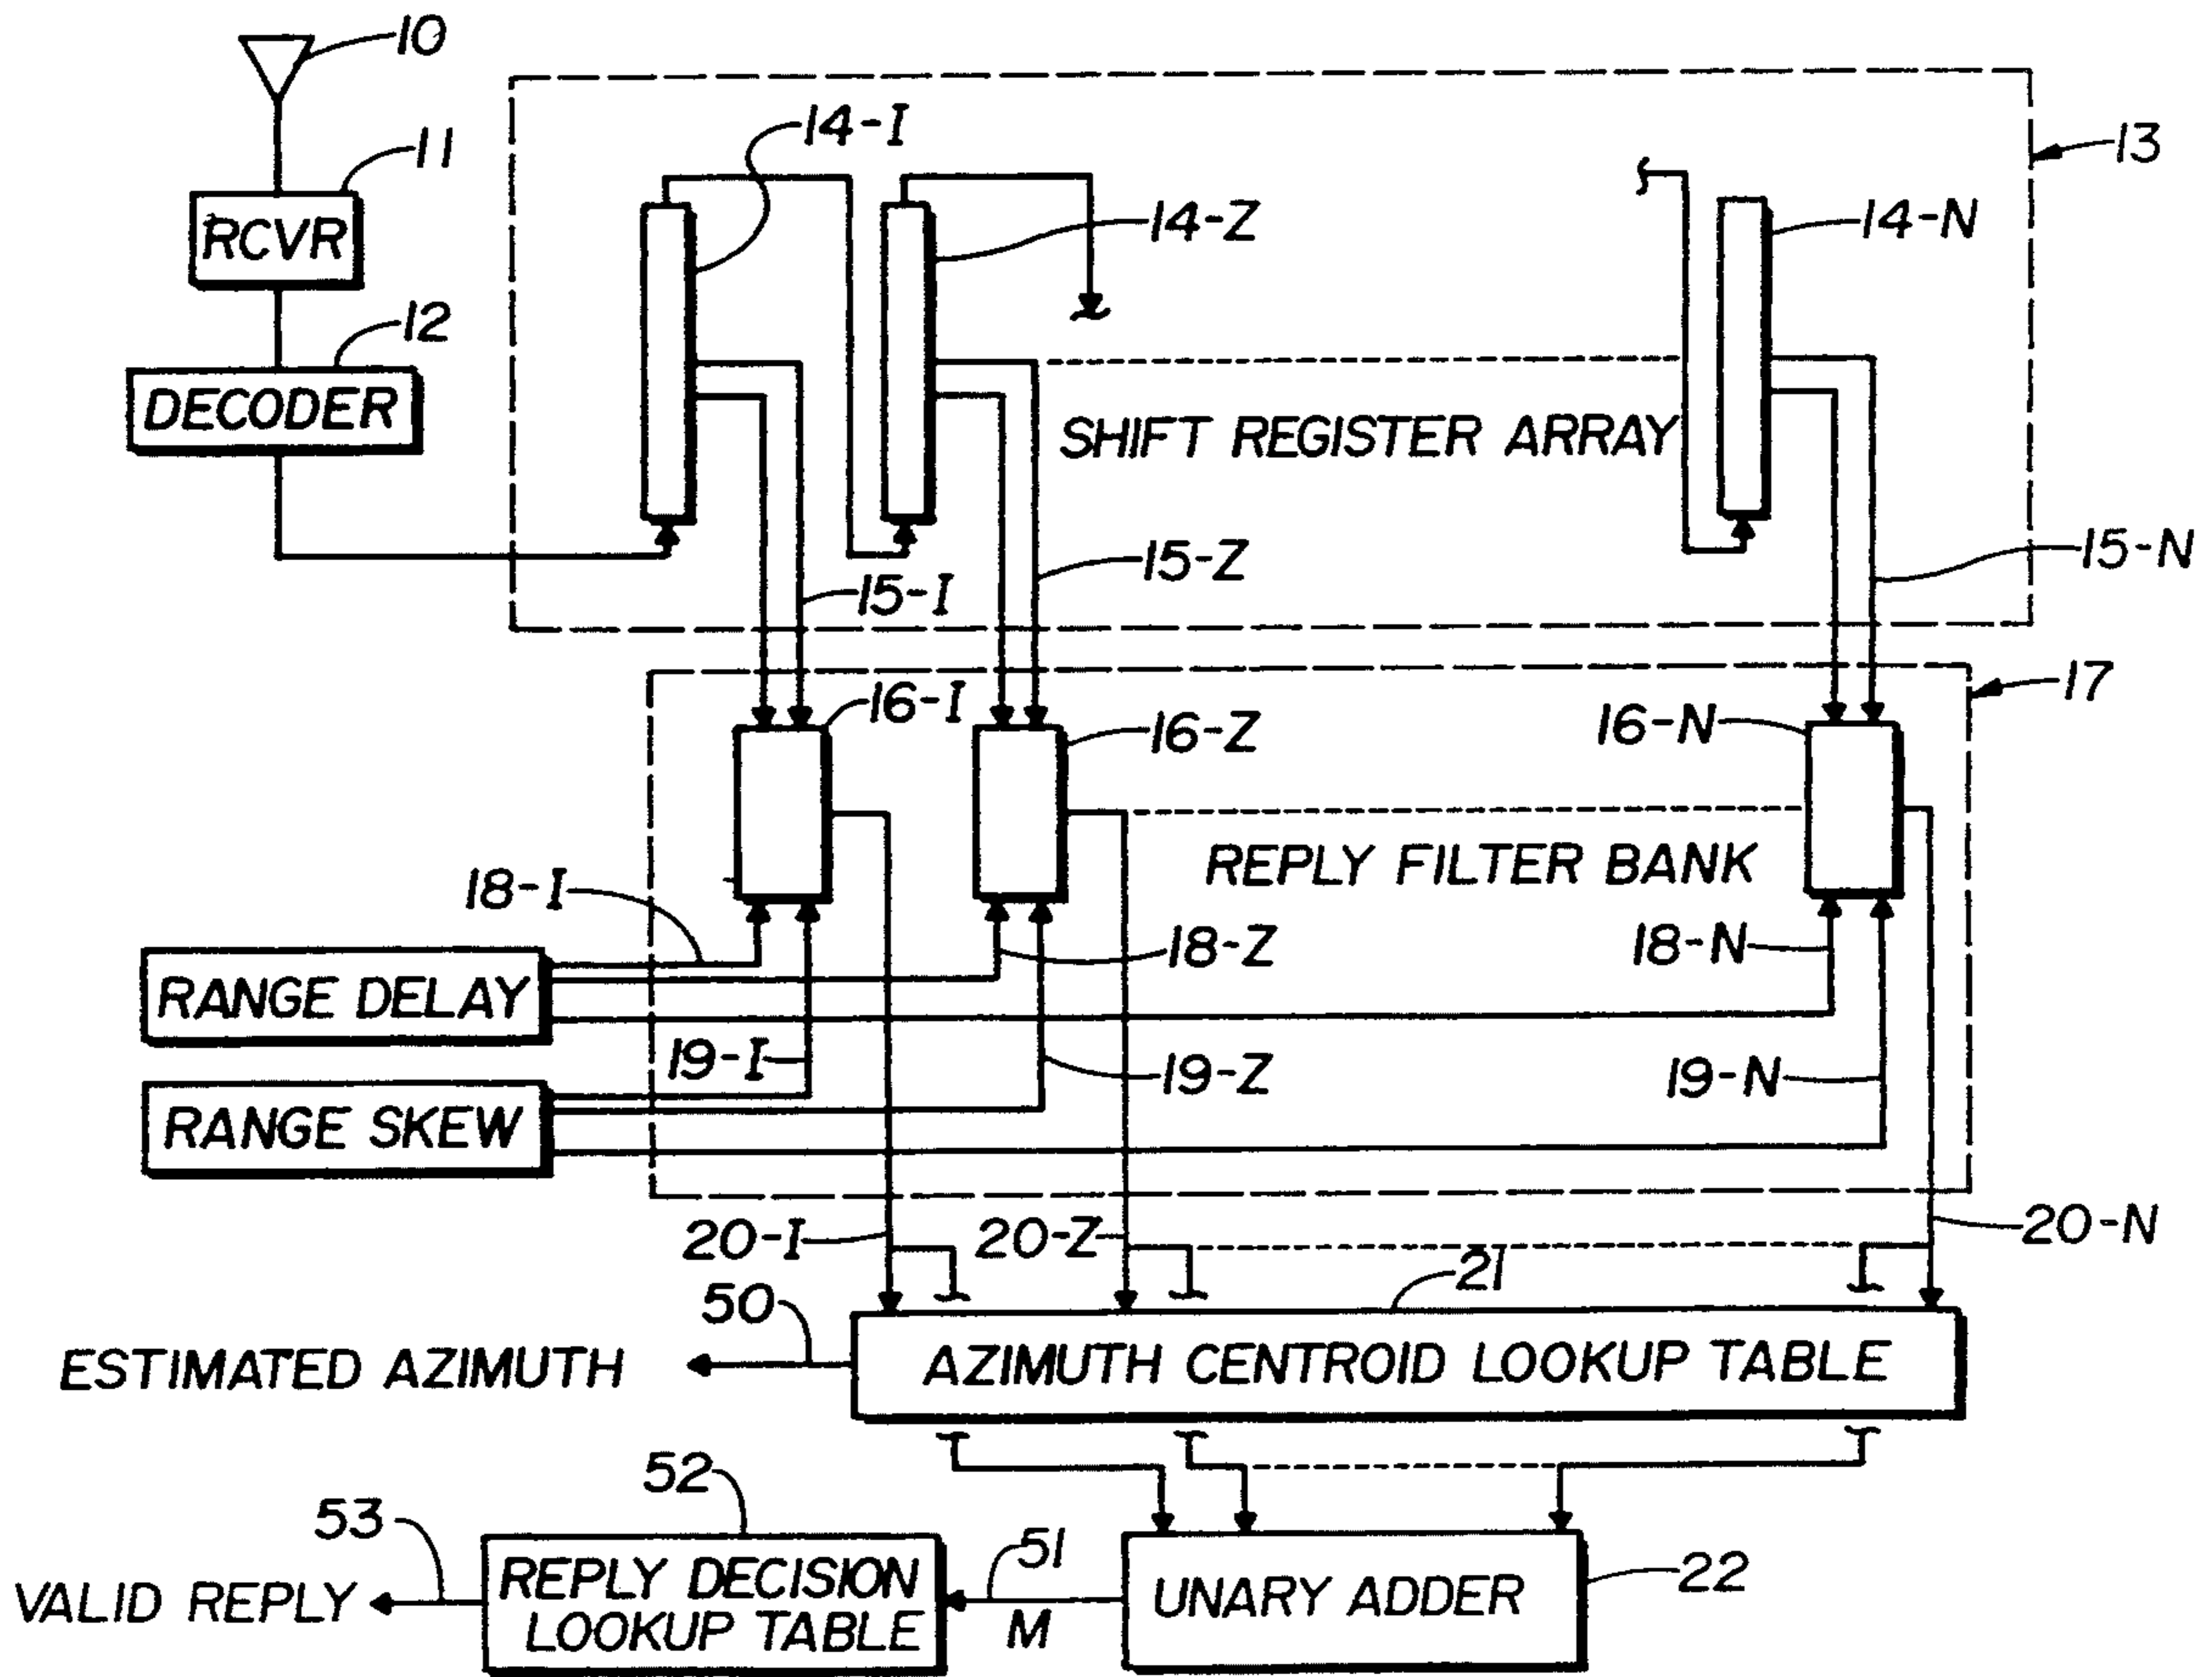 10
11
RCVR
12
DECODER
13
14-I
14-Z
14-N
SHIFT REGISTER ARRAY
15-I
15-Z
15-N
17
16-I
16-Z
16-N
REPLY FILTER BANK
18-I
18-Z
18-N
RANGE DELAY
19-I
19-Z
19-N
RANGE SKEW
20-I
20-Z
20-N
21
50
ESTIMATED AZIMUTH
AZIMUTH CENTROID LOOKUP TABLE
52
53
51
VALID REPLY
REPLY DECISION
LOOKUP TABLE
M
UNARY ADDER
22